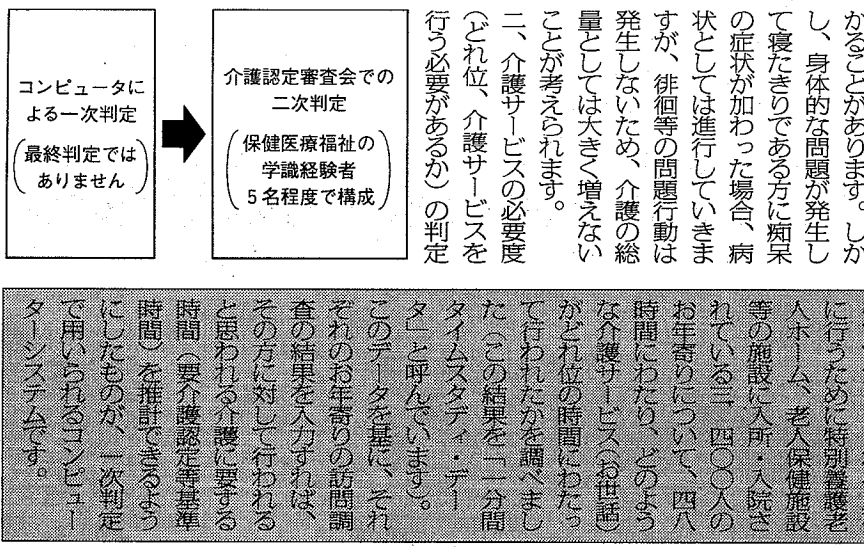 かることがあります。しか
し、身体的な問題が発生し
て寝たきりである方に痴呆
の症状が加わった場合、病
状としては進行していきま
すが、徘徊等の問題行動は
発生しないため、介護の総
量としては大きく増えない
ことが考えられます。
二、介護サービスの必要度
(どれ位、介護サービスを
行う必要があるか)の判定
コンピュータに
よる一次判定
(最終判定では
ありません)
介護認定審査会での
二次判定
(保健医療福祉の
学識経験者
5名程度で構成)
に行うために特別養護老
人ホーム、老人保健施設
等の施設に入所・入院さ
れている三、四〇〇人の
お年寄りについて、四八
時間にわたり、どのよう
な介護サービス(お世話)
がどれ位の時間にわたっ
て行われたかを調べまし
た(この結果を「一分間
タイムスタディ・デー
タ」と呼んでいます)。
このデータを基に、それ
ぞれのお年寄りの訪問調
査の結果を入力すれば、
その方に対して行われる
と思われる介護に要する
時間(要介護認定等基準
時間)を推計できるよう
にしたものが、一次判定
で用いられるコンピュー
ターシステムです。